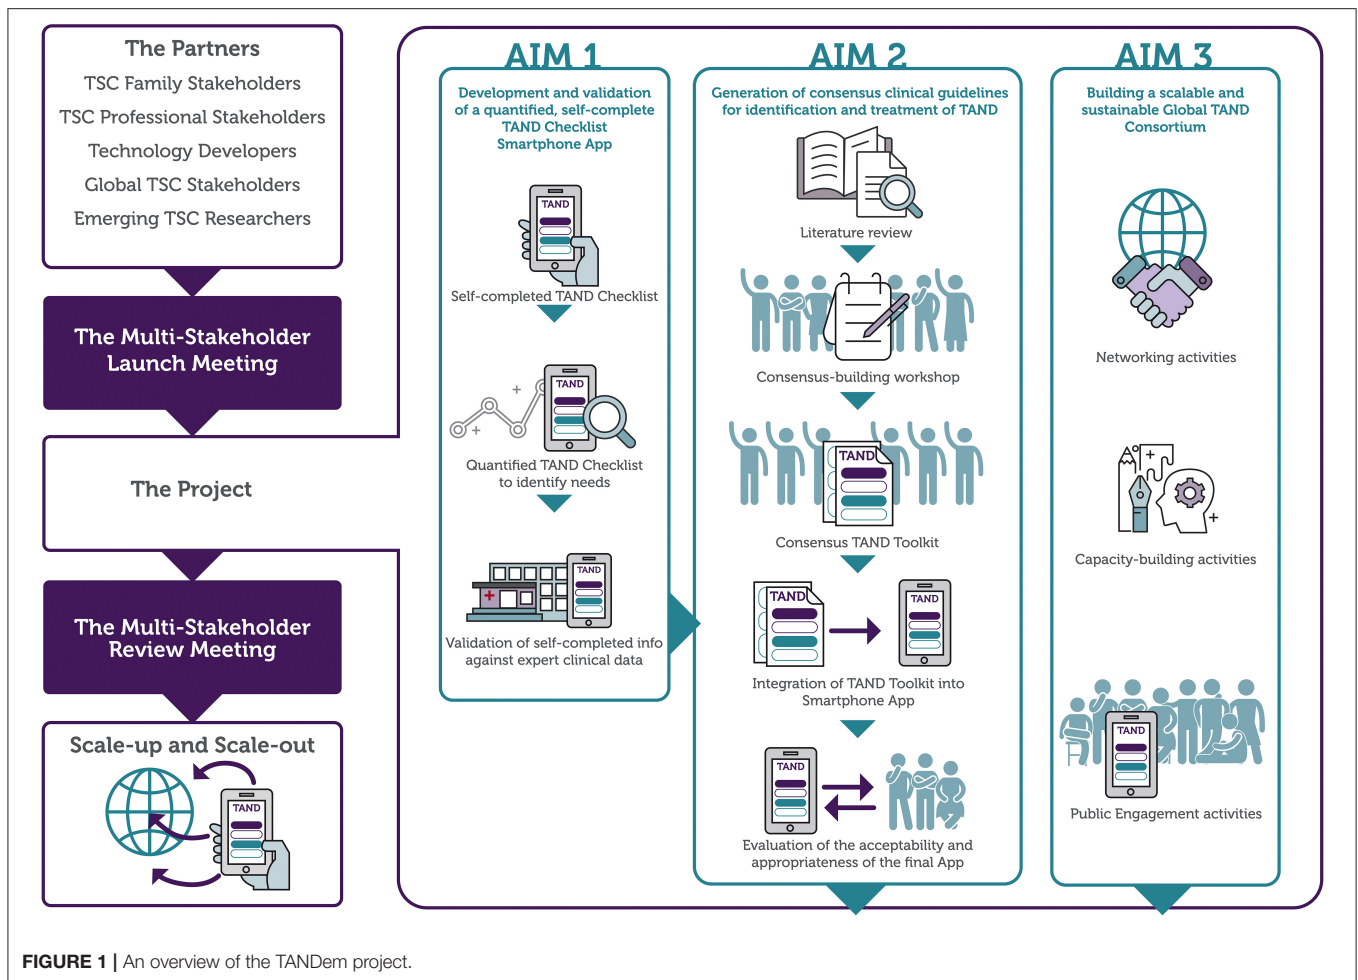 The Partners
TSC Family Stakeholders
TSC Professional Stakeholders
Technology Developers
Global TSC Stakeholders
Emerging TSC Researchers
The Multi-Stakeholder
Launch Meeting
The Project
The Multi-Stakeholder
Review Meeting
Scale-up and Scale-out
TAND
AIM 1
Development and validation
of a quantified, self-complete
TAND Checklist
Smartphone App
TAND
Self-completed TAND Checklist
TAND
Quantified TAND Checklist
to identify needs
TAND
Validation of self-completed info
against expert clinical data
AIM 2
Generation of consensus clinical guidelines
for identification and treatment of TAND
Literature review
Consensus-building workshop
TAND
Consensus TAND Toolkit
TAND
TAND
Integration of TAND Toolkit into
Smartphone App
TAND
Evaluation of the acceptability and
appropriateness of the final App
AIM 3
Building a scalable and
sustainable Global TAND
Consortium
Networking activities
Capacity-building activities
TAND
Public Engagement activities
FIGURE 1 | An overview of the TANDem project.